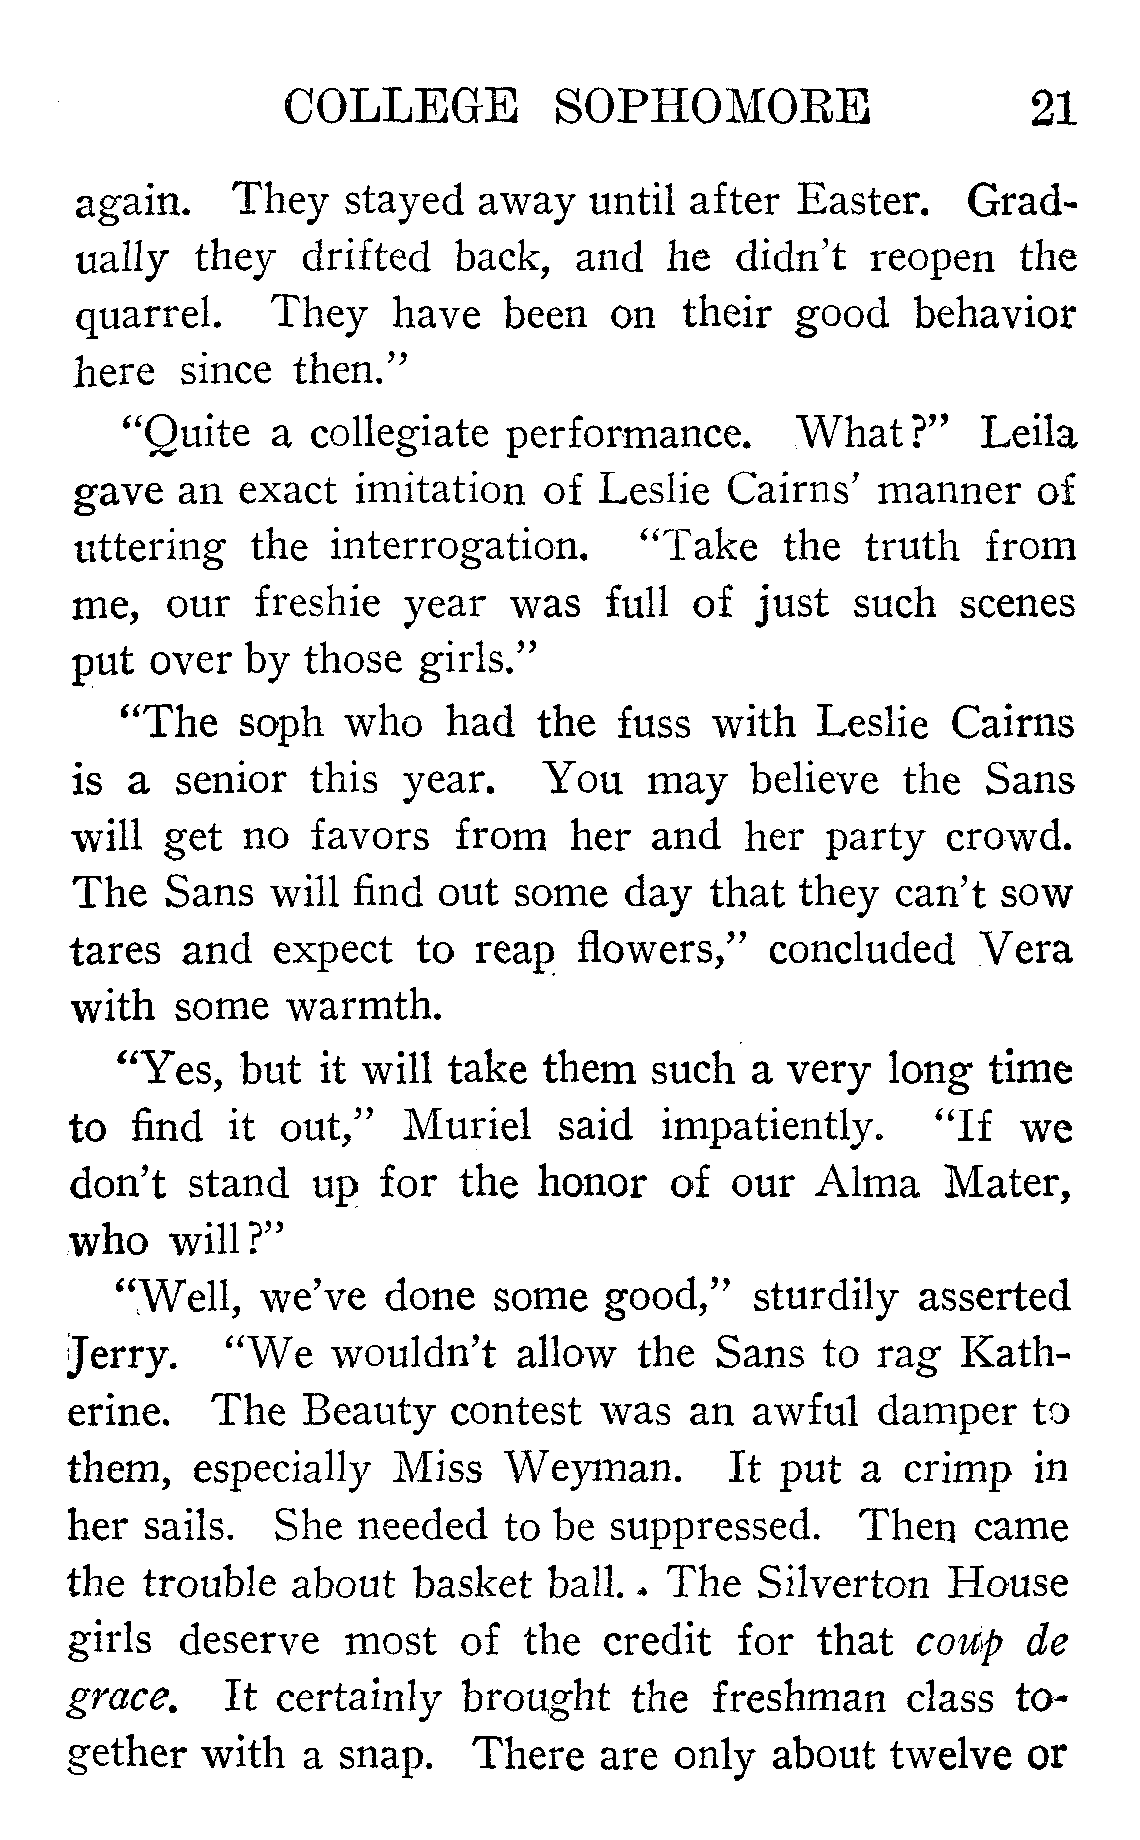 COLLEGE SOPHOMORE 21
again. They stayed away until after Easter. Grad-
ually they drifted back, and he didn't reopen the
quarrel. They have been on their good behavior
here since then."
"Quite a collegiate performance. What?" Leila
gave an exact imitation of Leslie Cairns' manner of
uttering the interrogation. "Take the truth from
me, our freshie year was full of just such scenes
put over by those girls."
"The soph who had the fuss with Leslie Cairns
is a senior this year. You may believe the Sans
will get no favors from her and her party crowd.
The Sans will find out some day that they can't sow
tares and expect to reap flowers," concluded Vera
with some warmth.
"Yes, but it will take them such a very long time
to find it out," Muriel said impatiently. "If we
don't stand up for the honor of our Alma Mater,
who will?"
"Well, we've done some good," sturdily asserted
Jerry. "We wouldn't allow the Sans to rag Kath-
erine. The Beauty contest was an awful damper to
them, especially Miss Weyman. It put a crimp in
her sails. She needed to be suppressed. Then came
the trouble about basket ball. . The Silverton House
girls deserve most of the credit for that coup de
grace. It certainly brought the freshman class to-
gether with a snap. There are only about twelve or